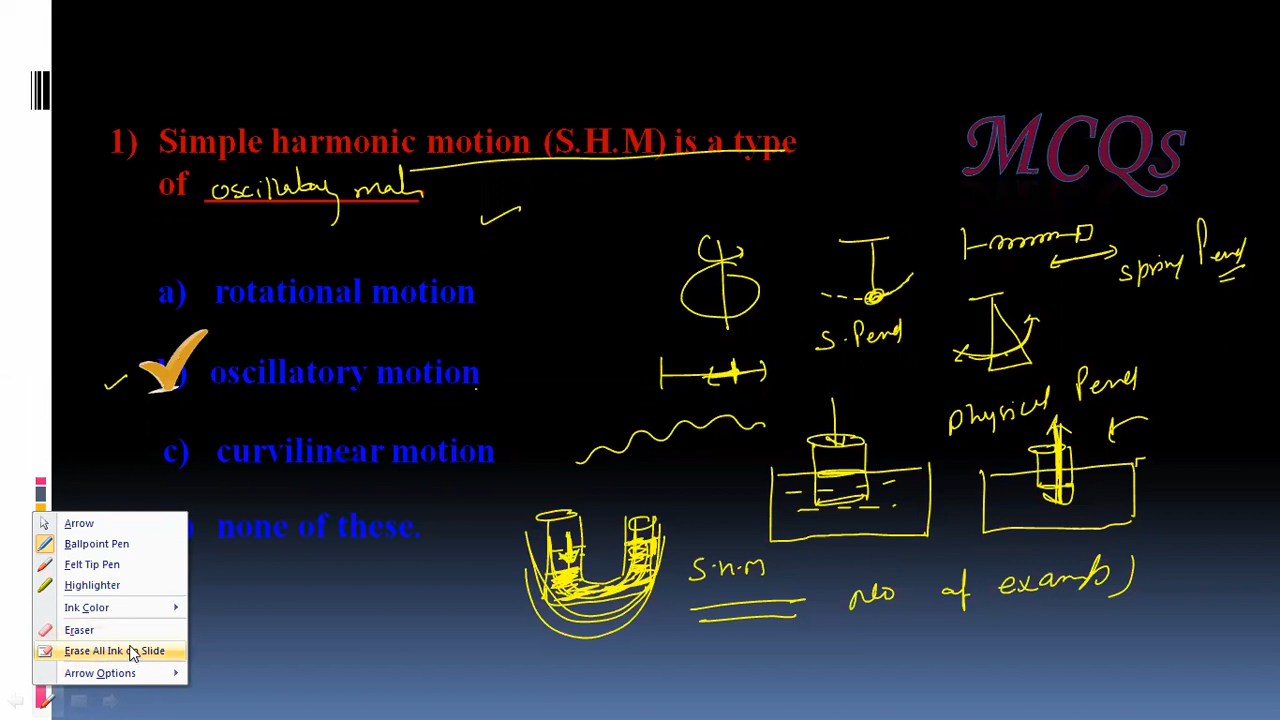 MCQs
1) Simple harmonic motion (S.H.M) is a type
of oscillatory
a) rotational motion
oscillatory motion
c) curvilinear motion
) none of these.
S. Pend
spring Pend
physical Pend
S.H.M
no of
Arrow
Ballpoint Pen
Felt Tip Pen
Highlighter
Ink Color
Eraser
Erase All Ink on Slide
Arrow Options